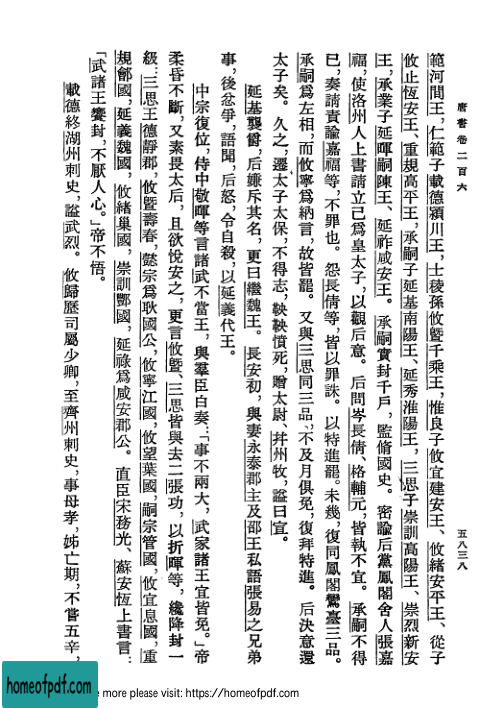 唐書卷二百六
五八三八
範河間王，仁範子載德潁川王，士稜孫攸暨千乘王，惟良子攸宜建安王、攸緒安平王、從子
攸止恆安王、重規高平王，承嗣子延基南陽王、延秀淮陽王，三思子崇訓高陽王、崇烈新安
王，承業子延暉嗣陳王、延祚咸安王。承嗣實封千戶，監脩國史。密諭后黨鳳閣舍人張嘉
福，使洛州人上書請立己爲皇太子，以觀后意。后問岑長倩、格輔元，皆執不宜。承嗣不得
已，奏請責諭嘉福等，不罪也。怨長倩等，皆以罪誅。以特進罷。未幾，復同鳳閣鸞臺三品。
承嗣爲左相，而攸寧爲納言，故皆罷。又與三思同三品，不及月俱免，復拜特進。后決意還
太子矣。久之，遷太子太保，不得志，鞅鞅憤死，贈太尉、并州牧，諡曰宣。
延基襲爵，后嫌斥其名，更曰繼魏王。長安初，與妻永泰郡主及邵王私語張易之兄弟
事，後忿爭，語聞，后怒，令自殺，以延義代王。
中宗復位，侍中敬暉等言諸武不當王，與羣臣白奏：「事不兩大，武家諸王宜皆免。」帝
柔昏不斷，又素畏太后，且欲悅安之，更言攸暨、三思皆與去二張功，以折暉等，纔降封一
級：三思王德靜郡，攸暨壽春，懿宗爲耿國公，攸寧江國，攸望葉國，嗣宗管國，攸宜息國，重
規鄶國，延義魏國，攸緒巢國，崇訓酆國，延祿爲咸安郡公。直臣宋務光、蘇安恆上書言：
「武諸王饕封，不厭人心。」帝不悟。
載德終湖州刺史，諡武烈。攸歸歷司屬少卿，至齊州刺史，事母孝，姊亡期，不嘗五辛，
homeofpdf.com
e more please visit: https://homeofpdf.com